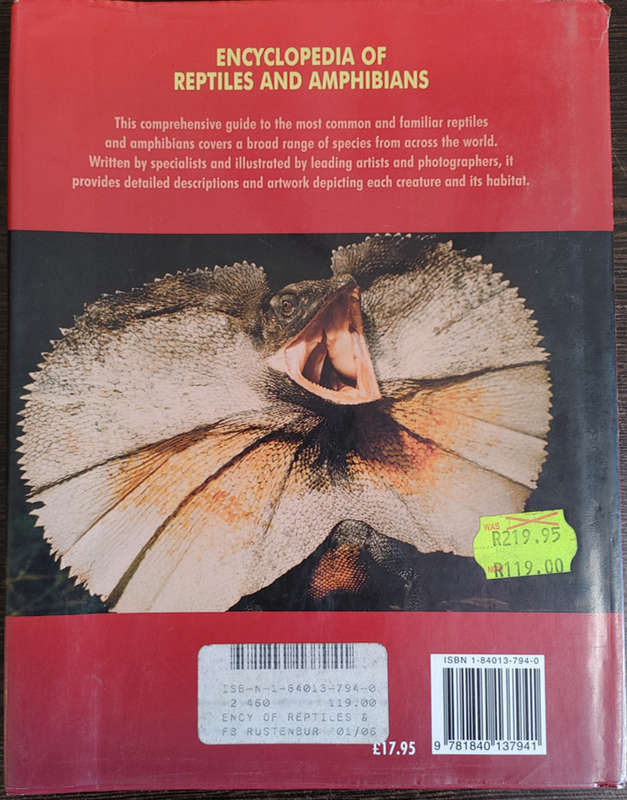 ENCYCLOPEDIA OF
REPTILES AND AMPHIBIANS
This comprehensive guide to the most common and familiar reptiles
and amphibians covers a broad range of species from across the world.
Written by specialists and illustrated by leading artists and photographers, it
provides detailed descriptions and artwork depicting each creature and its habitat.
WAS
R219.95
R119.00
ISB-N-1-84013-794-0
2 460 119.00
ENCY OF REPTILES &
FB RUSTENBUR 01/06
£17.95
ISBN 1-84013-794-0
9 781840 137941